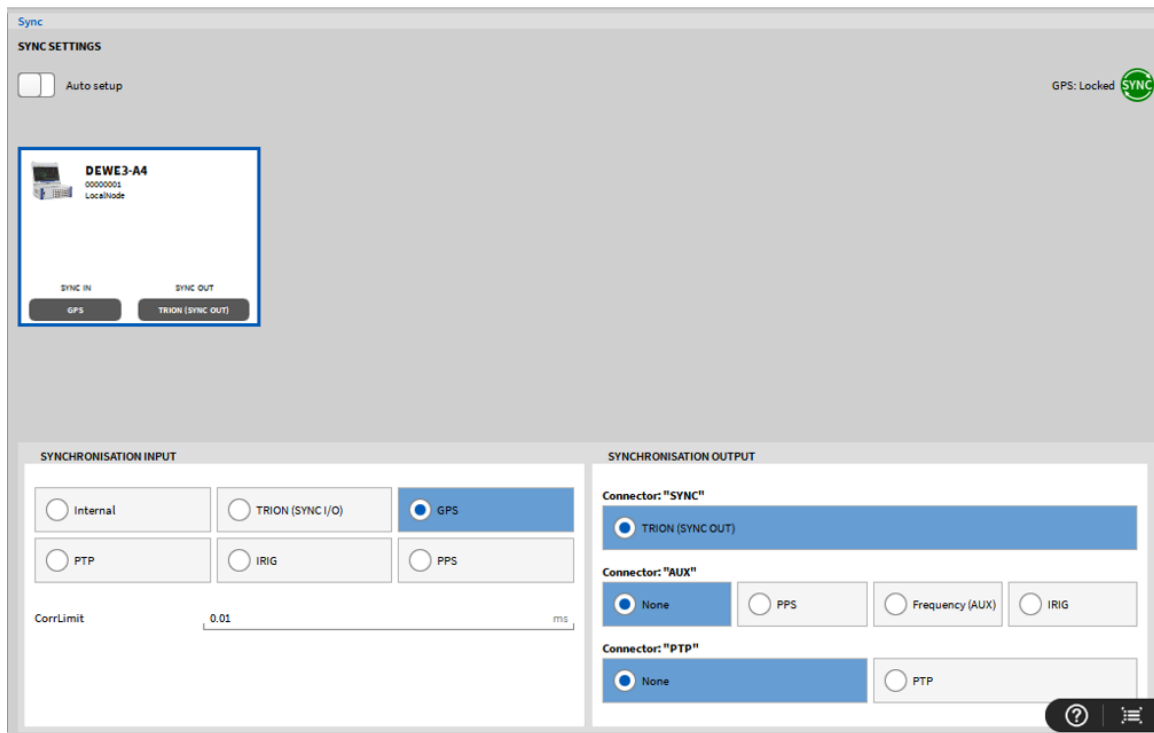 Sync
SYNC SETTINGS
Auto setup
GPS: Locked SYNC
DEWE3-A4
00000001
LocalNode
SYNC IN SYNC OUT
GPS TRION (SYNC OUT)
SYNCHRONISATION INPUT
Internal TRION (SYNC I/O) GPS
PTP IRIG PPS
CorrLimit 0.01 ms
SYNCHRONISATION OUTPUT
Connector: "SYNC"
TRION (SYNC OUT)
Connector: "AUX"
None PPS Frequency (AUX) IRIG
Connector: "PTP"
None PTP
?